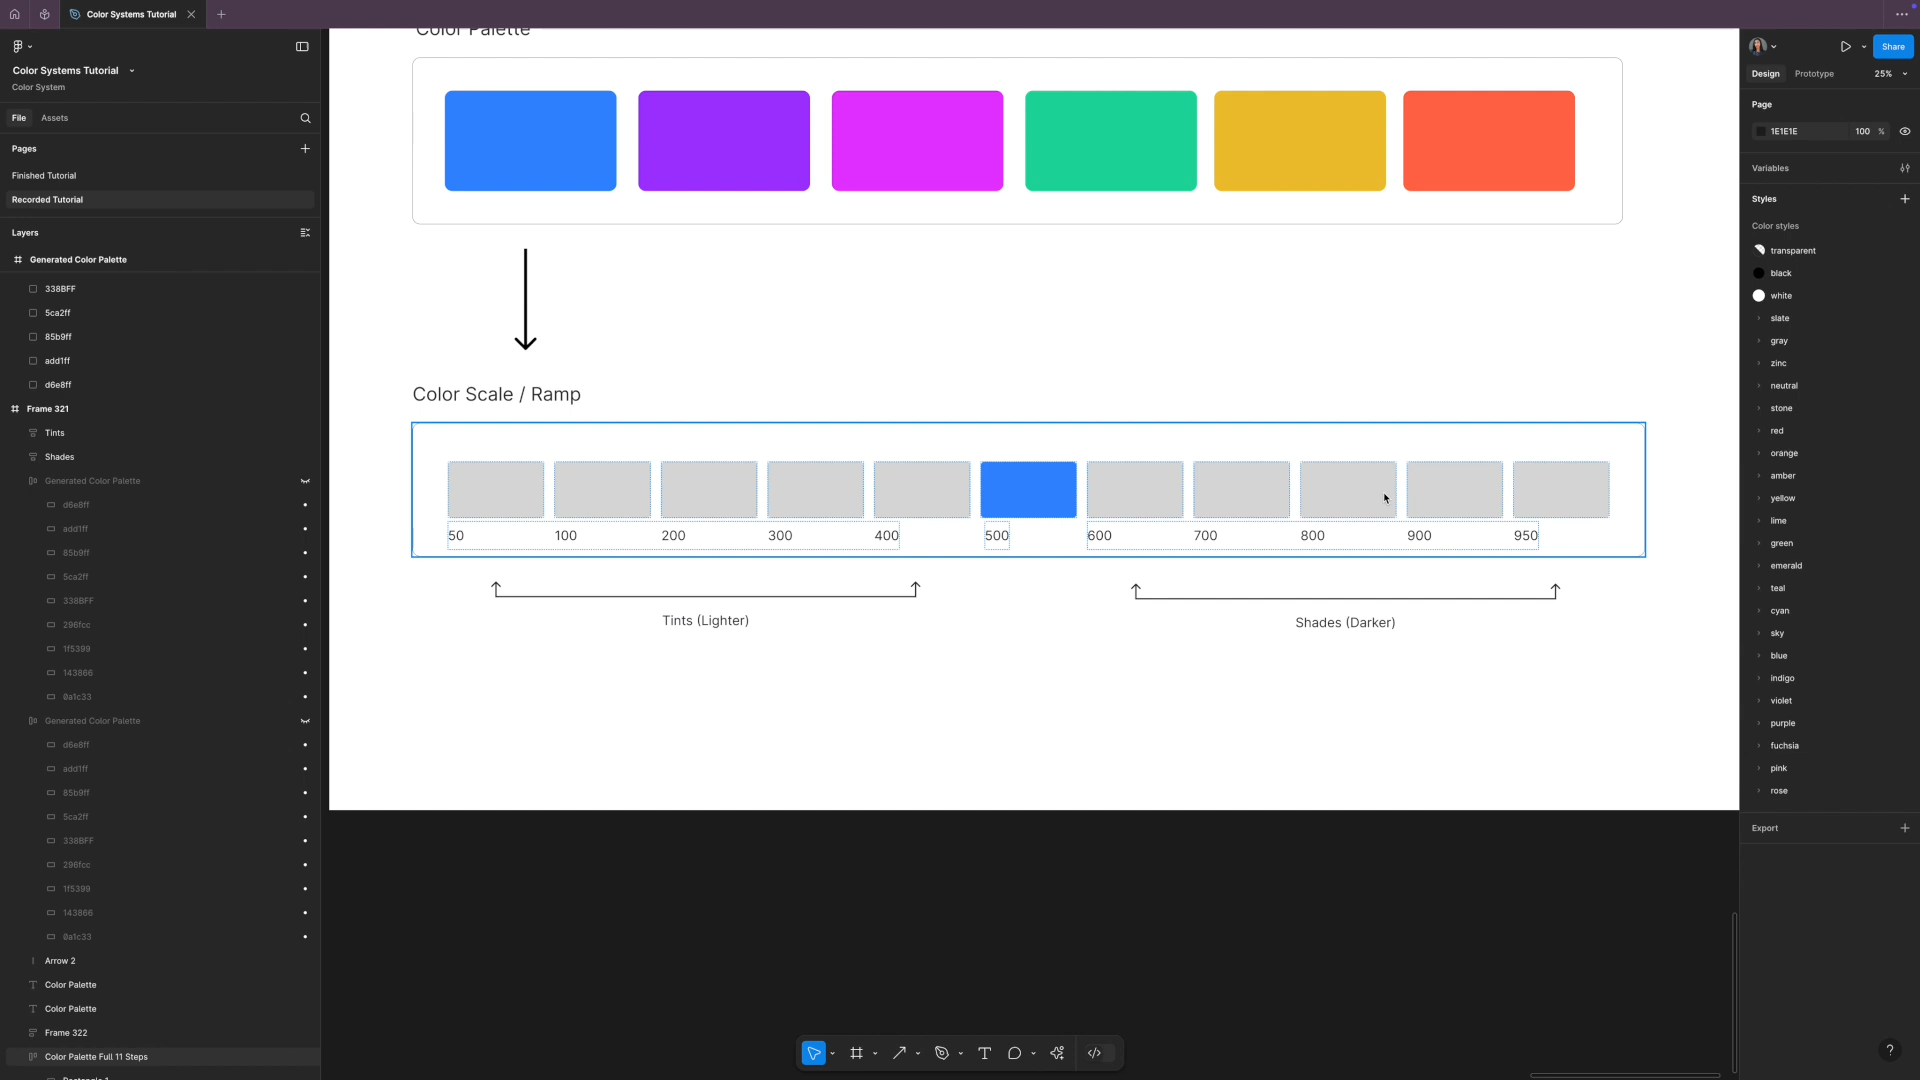 Color Systems Tutorial
Color Systems Tutorial
Color System
File
Assets
Pages
Finished Tutorial
Recorded Tutorial
Layers
Generated Color Palette
338BFF
5ca2ff
85b9ff
add1ff
d6e8ff
Frame 321
Tints
Shades
Generated Color Palette
d6e8ff
add1ff
85b9ff
5ca2ff
338BFF
296fcc
1f5399
143866
0a1c33
Generated Color Palette
d6e8ff
add1ff
85b9ff
5ca2ff
338BFF
296fcc
1f5399
143866
0a1c33
Arrow 2
Color Palette
Color Palette
Frame 322
Color Palette Full 11 Steps
Rectangle 1
Color Palette
Color Scale / Ramp
50 100 200 300 400 500 600 700 800 900 950
Tints (Lighter)
Shades (Darker)
Share
Design
Prototype
25%
Page
1E1E1E 100 %
Variables
Styles
Color styles
transparent
black
white
slate
gray
zinc
neutral
stone
red
orange
amber
yellow
lime
green
emerald
teal
cyan
sky
blue
indigo
violet
purple
fuchsia
pink
rose
Export
?